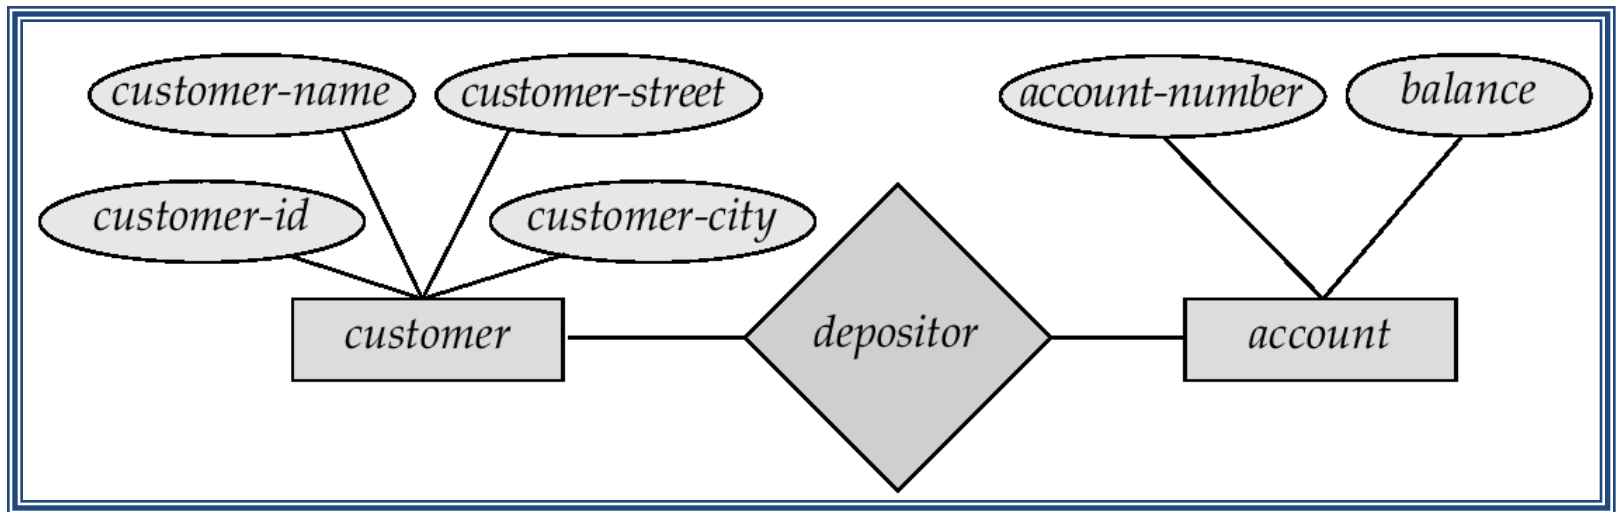 customer-name
customer-street
account-number
balance
customer-id
customer-city
customer
depositor
account